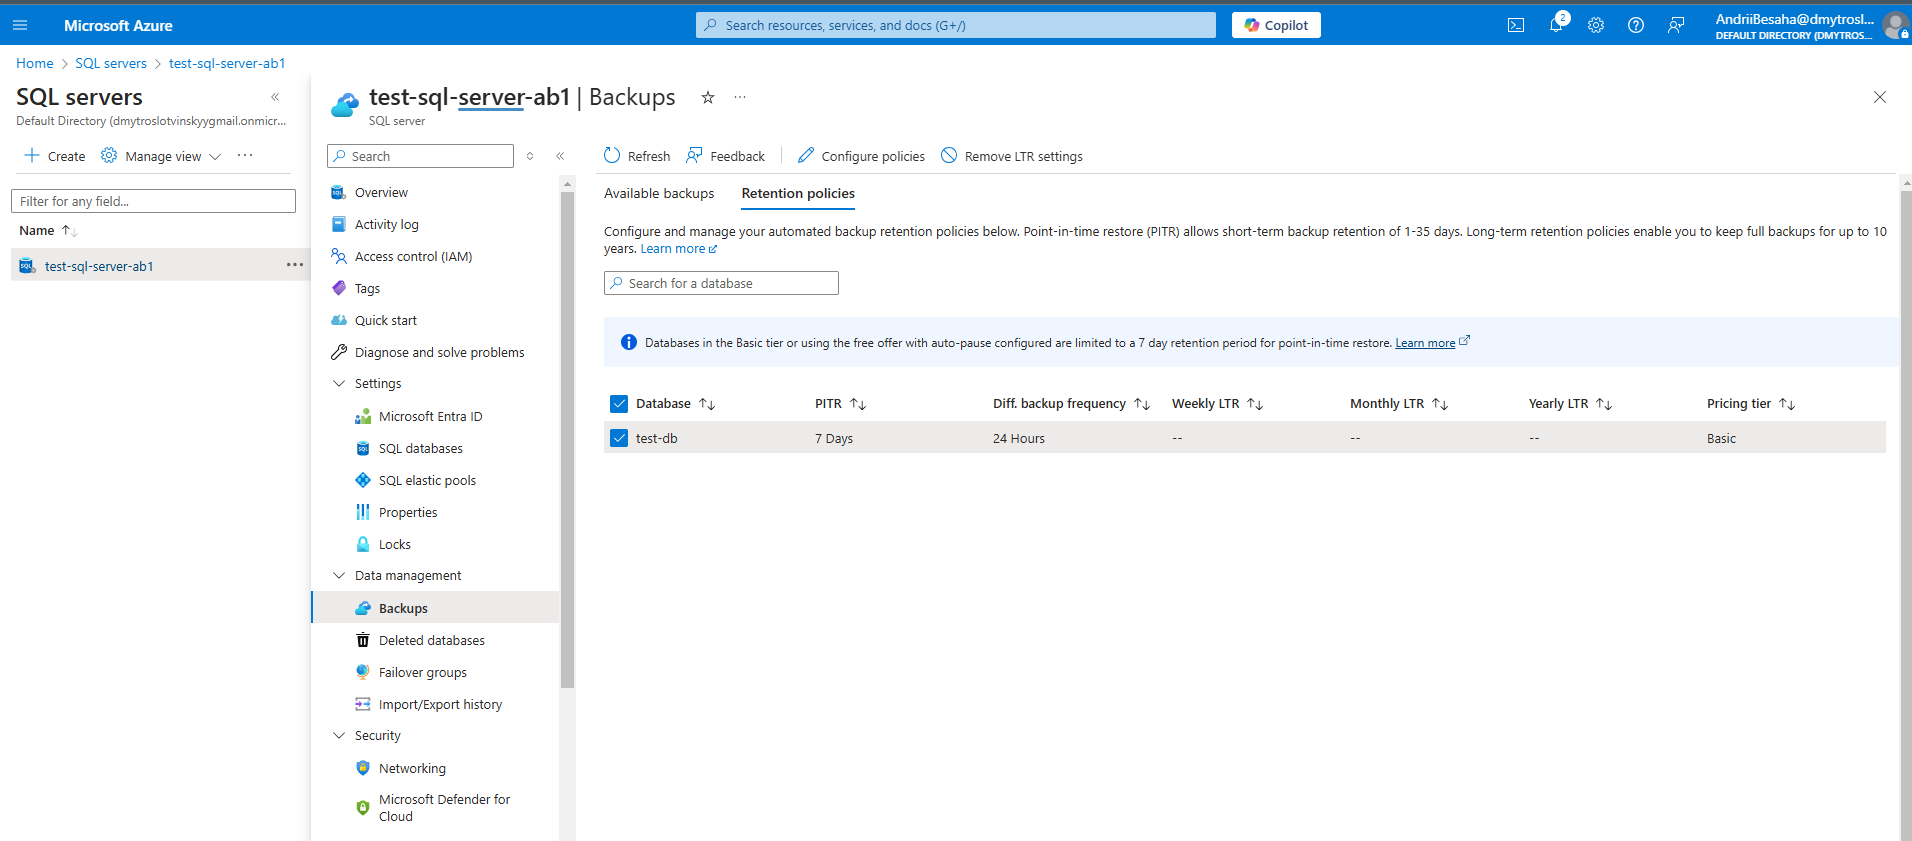 Microsoft Azure
Search resources, services, and docs (G+/)
Copilot
2
AndriiBesaha@dmytrosl...
DEFAULT DIRECTORY (DMYTROS...
Home > SQL servers > test-sql-server-ab1
SQL servers
Default Directory (dmytroslotvinskyygmail.onmicr...
Create
Manage view
Filter for any field...
Name
test-sql-server-ab1
test-sql-server-ab1 | Backups
SQL server
Search
Overview
Activity log
Access control (IAM)
Tags
Quick start
Diagnose and solve problems
Settings
Microsoft Entra ID
SQL databases
SQL elastic pools
Properties
Locks
Data management
Backups
Deleted databases
Failover groups
Import/Export history
Security
Networking
Microsoft Defender for
Cloud
Refresh
Feedback
Configure policies
Remove LTR settings
Available backups
Retention policies
Configure and manage your automated backup retention policies below. Point-in-time restore (PITR) allows short-term backup retention of 1-35 days. Long-term retention policies enable you to keep full backups for up to 10
years. Learn more
Search for a database
Databases in the Basic tier or using the free offer with auto-pause configured are limited to a 7 day retention period for point-in-time restore. Learn more
Database PITR Diff. backup frequency Weekly LTR Monthly LTR Yearly LTR Pricing tier
test-db 7 Days 24 Hours -- -- -- Basic